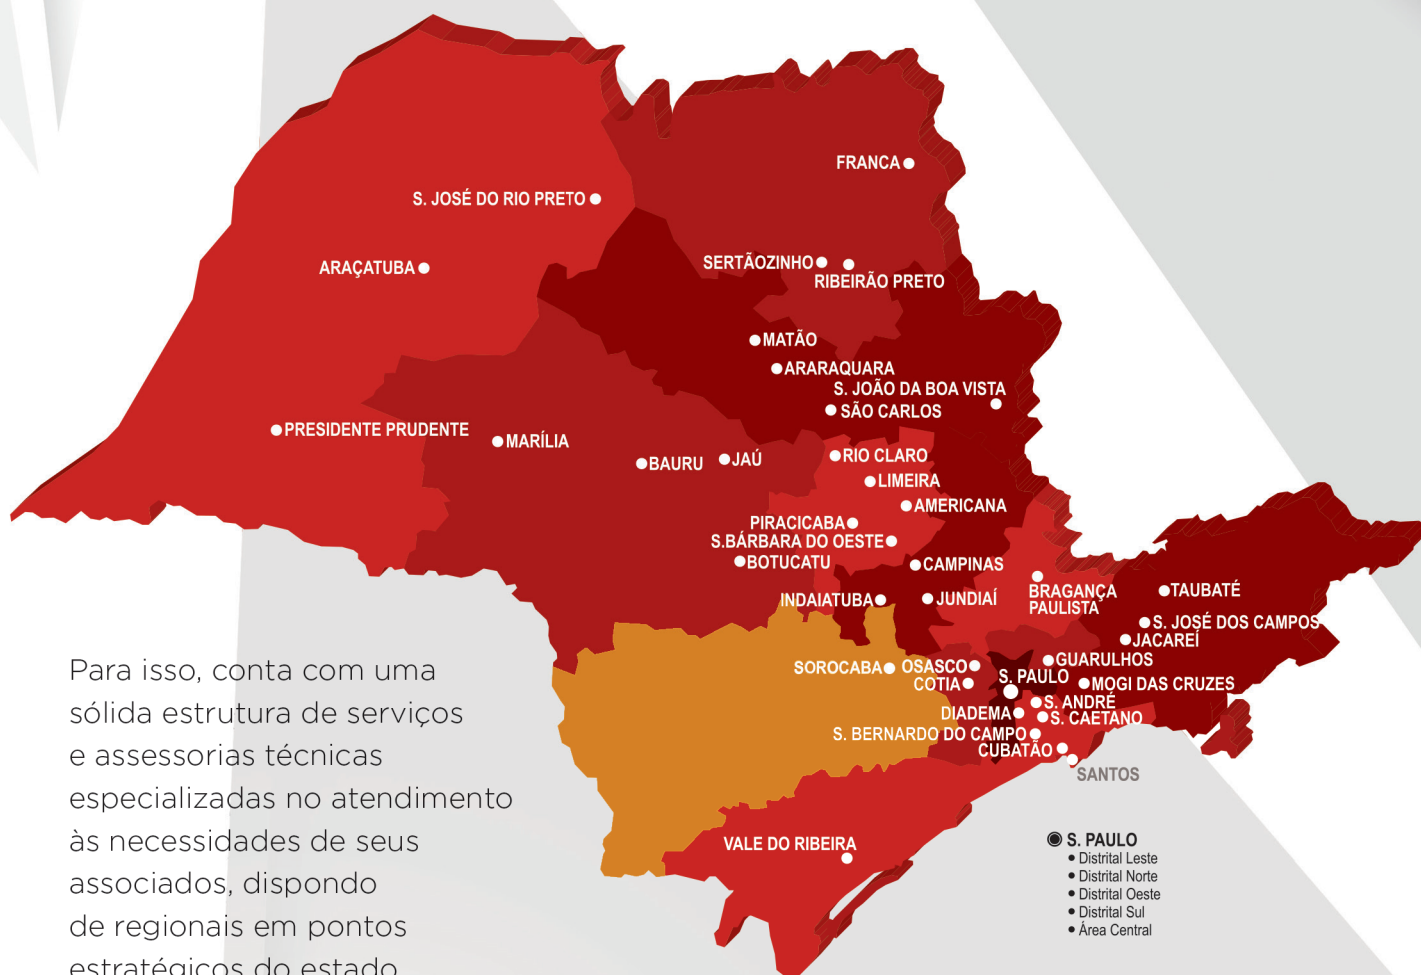 FRANCA
S. JOSÉ DO RIO PRETO
ARAÇATUBA
SERTÃOZINHO
RIBEIRÃO PRETO
MATÃO
ARARAQUARA
S. JOÃO DA BOA VISTA
SÃO CARLOS
PRESIDENTE PRUDENTE
MARÍLIA
BAURU
JAÚ
RIO CLARO
LIMEIRA
AMERICANA
PIRACICABA
S.BÁRBARA DO OESTE
BOTUCATU
CAMPINAS
INDAIATUBA
JUNDIAÍ
BRAGANÇA
PAULISTA
TAUBATÉ
S. JOSÉ DOS CAMPOS
JACAREÍ
GUARULHOS
SOROCABA
OSASCO
COTIA
S. PAULO
MOGI DAS CRUZES
S. ANDRÉ
DIADEMA
S. CAETANO
S. BERNARDO DO CAMPO
CUBATÃO
SANTOS
VALE DO RIBEIRA
Para isso, conta com uma
sólida estrutura de serviços
e assessorias técnicas
especializadas no atendimento
às necessidades de seus
associados, dispondo
de regionais em pontos
estratégicos do estado
S. PAULO
• Distrital Leste
• Distrital Norte
• Distrital Oeste
• Distrital Sul
• Área Central